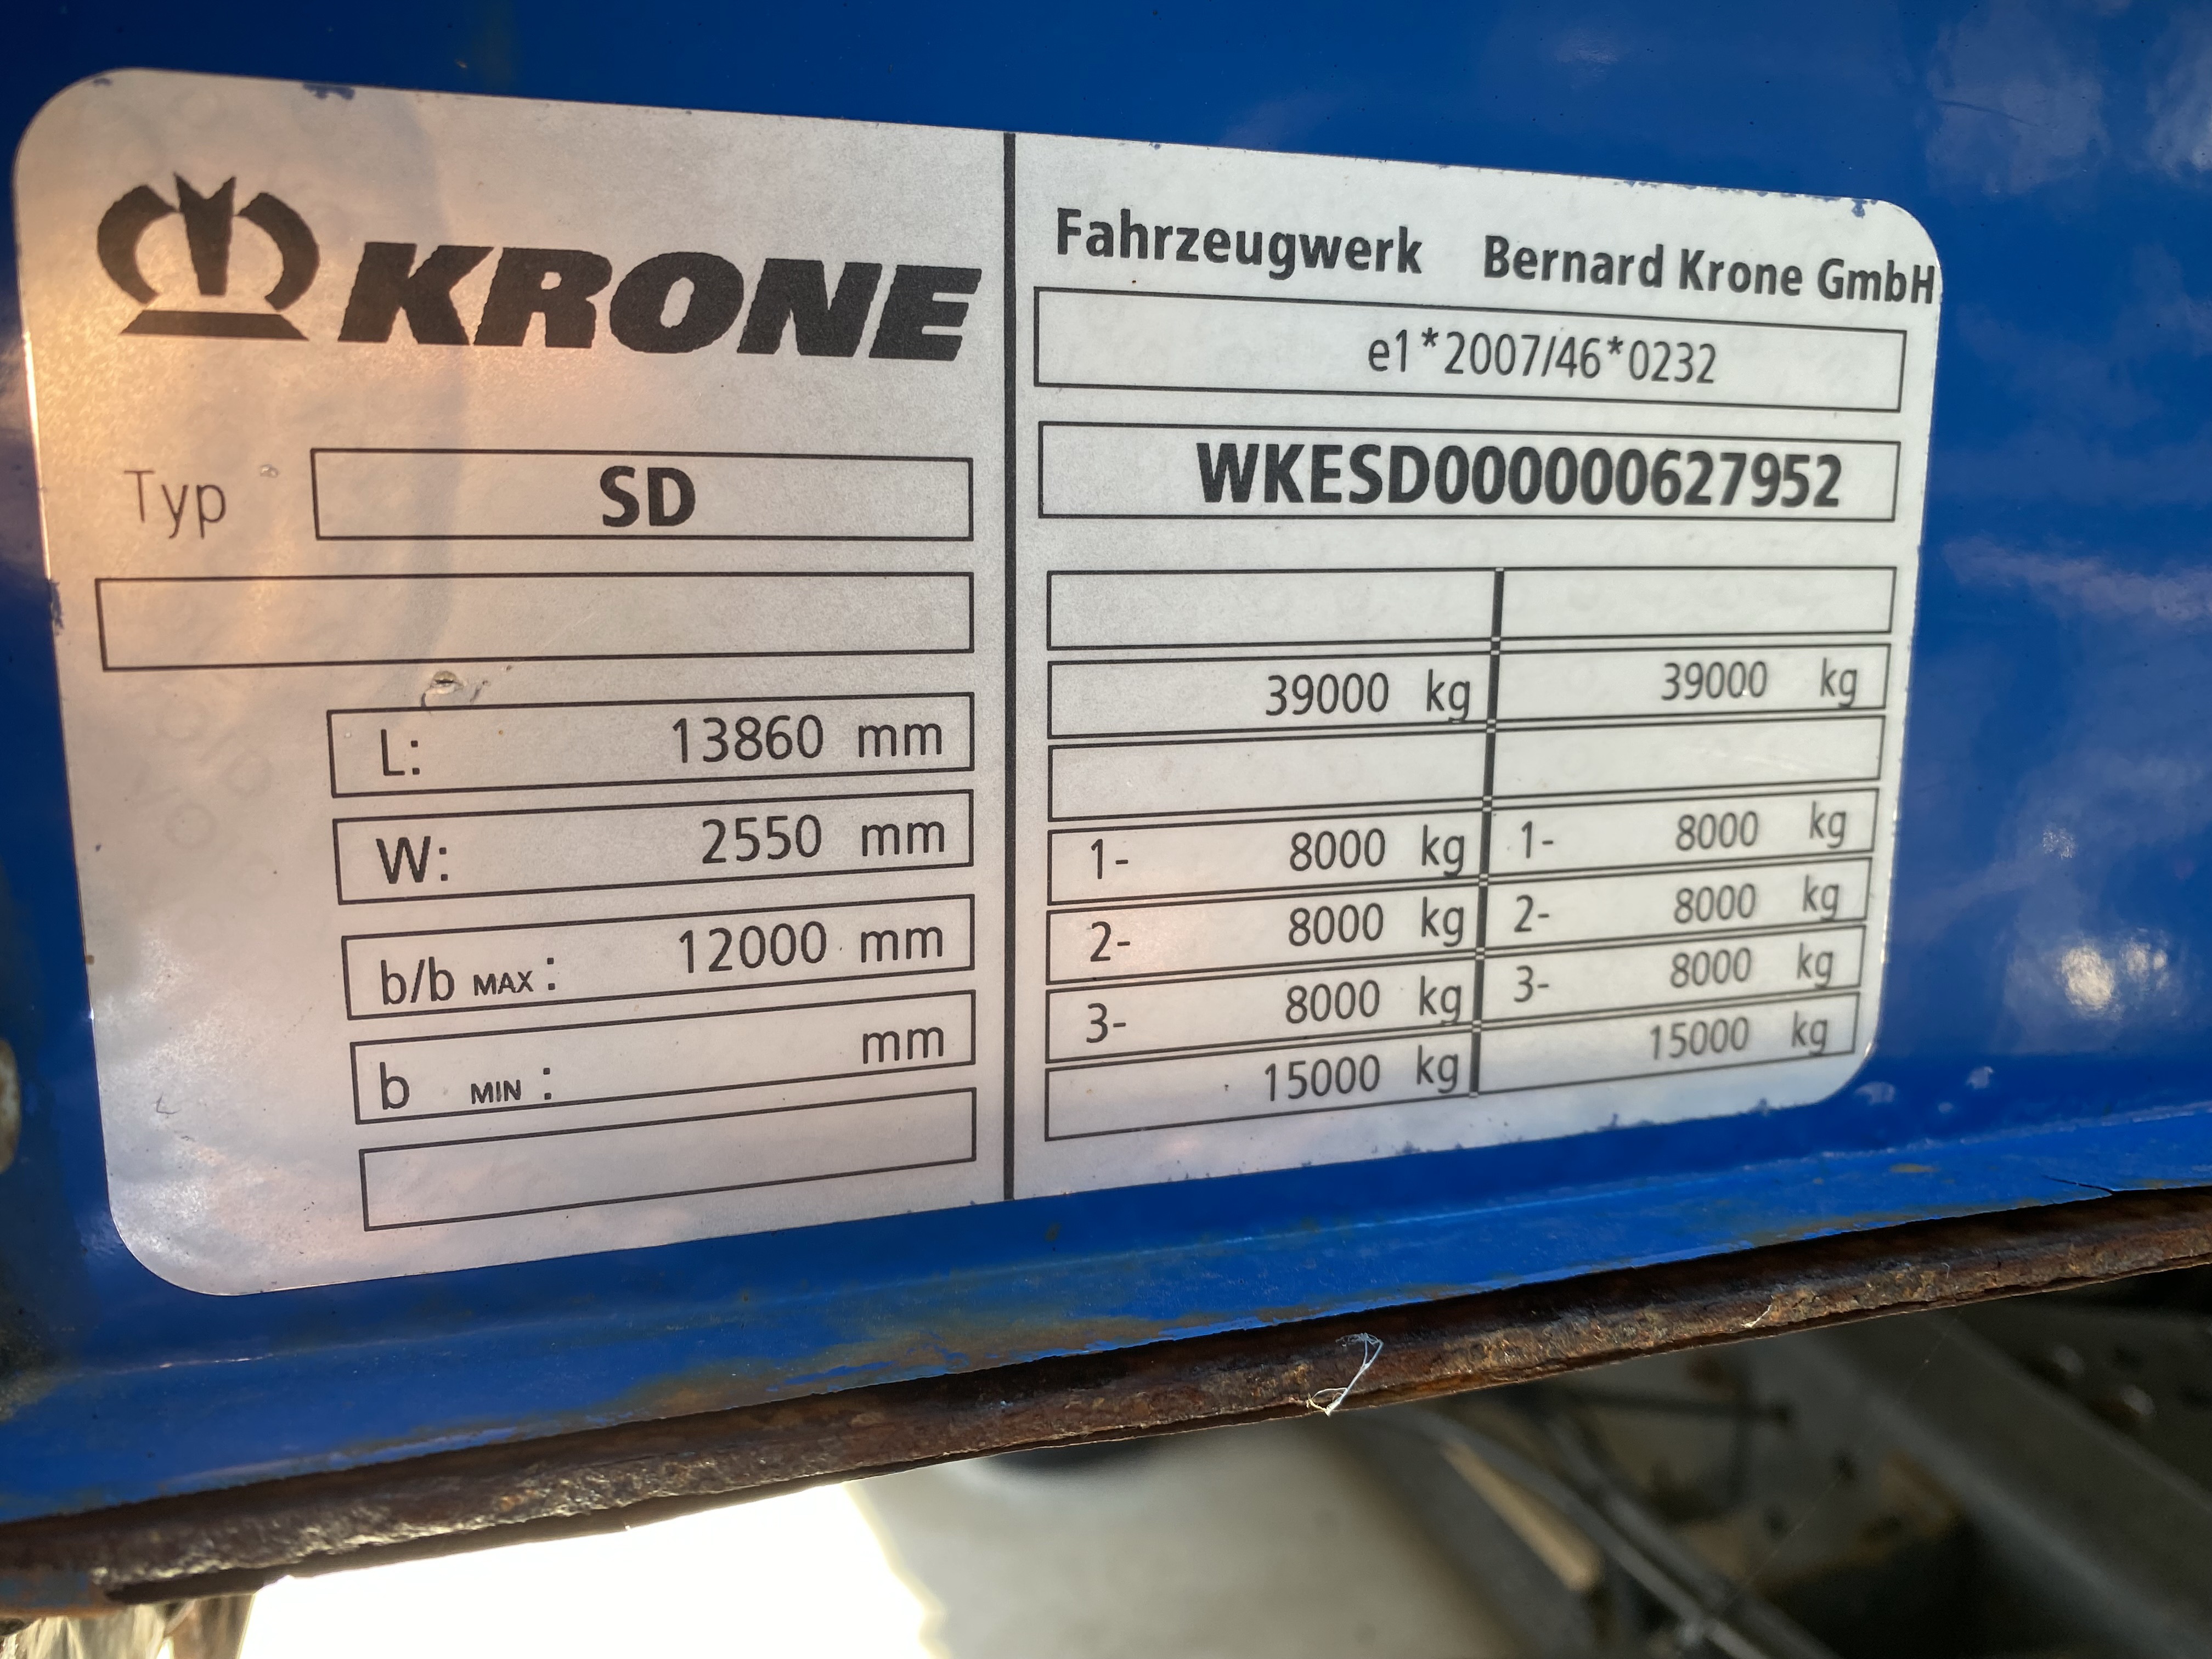 KRONE
Typ SD
L: 13860 mm
W: 2550 mm
b/b MAX : 12000 mm
b MIN : mm
Fahrzeugwerk Bernard Krone GmbH
e1*2007/46*0232
WKESD000000627952
39000 kg 39000 kg
1- 8000 kg 1- 8000 kg
2- 8000 kg 2- 8000 kg
3- 8000 kg 3- 8000 kg
15000 kg 15000 kg